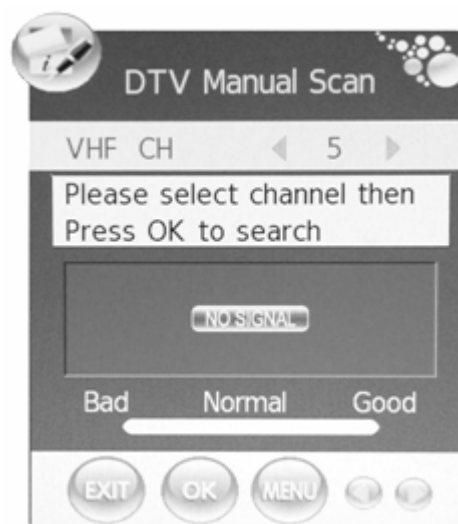 DTV Manual Scan
VHF CH 5
Please select channel then
Press OK to search
NO SIGNAL
Bad Normal Good
EXIT OK MENU